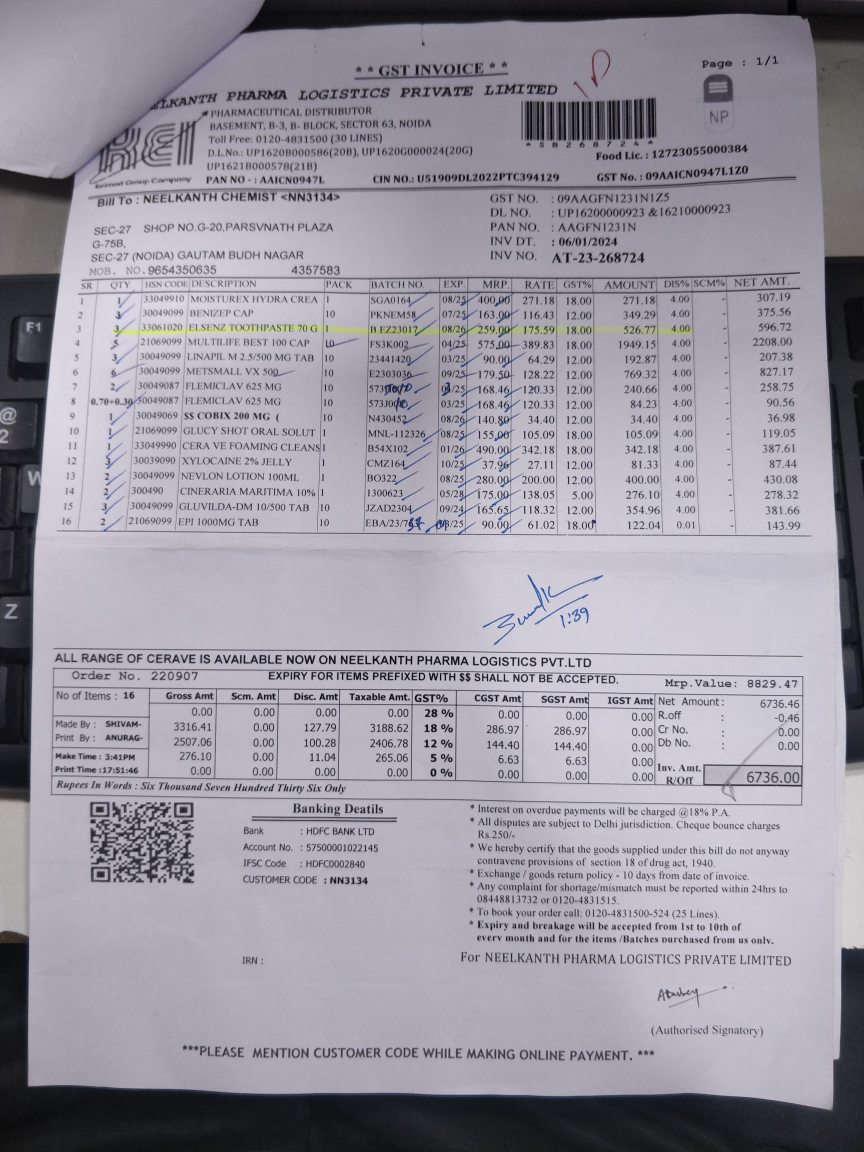 * * GST INVOICE * *
Page : 1/1
PHARMA LOGISTICS PRIVATE LIMITED
PHARMACEUTICAL DISTRIBUTOR
BASEMENT, B-3, B- BLOCK, SECTOR 63, NOIDA
Toll Free: 0120-4831500 (30 LINES)
D.L.No.: UP1620B000586(20B), UP1620G000024(20G)
UP1621B000578(21B)
PAN NO - : AAICN0947L
CIN NO.: U51909DL2022PTC394129
* S B 2 6 8 7 2 4 *
NP
Food Lic. : 12723055000384
GST No. : 09AAICN0947L1Z0
REI
Group Company
Bill To : NEELKANTH CHEMIST <NN3134>
SEC-27 SHOP NO.G-20,PARSVNATH PLAZA
G-75B,
SEC-27 (NOIDA) GAUTAM BUDH NAGAR
MOB. NO. 9654350635 4357583
GST NO. : 09AAGFN1231N1Z5
DL NO. : UP16200000923 &16210000923
PAN NO. : AAGFN1231N
INV DT. : 06/01/2024
INV NO. AT-23-268724
SR QTY HSN CODE DESCRIPTION PACK BATCH NO. EXP. MRP. RATE GST% AMOUNT DIS% SCM% NET AMT.
1 1 33049910 MOISTUREX HYDRA CREA 1 SGA0164 08/25 400.00 271.18 18.00 271.18 4.00 - 307.19
2 3 30049099 BENIZEP CAP 10 PKNEM58 07/25 163.00 116.43 12.00 349.29 4.00 - 375.56
3 3 33061020 ELSENZ TOOTHPASTE 70 G 1 B.EZ23017 08/26 259.00 175.59 18.00 526.77 4.00 - 596.72
4 5 21069099 MULTILIFE BEST 100 CAP 10 FS3K002 04/25 575.00 389.83 18.00 1949.15 4.00 - 2208.00
5 3 30049099 LINAPIL M 2.5/500 MG TAB 10 23441420 03/25 90.00 64.29 12.00 192.87 4.00 - 207.38
6 6 30049099 METSMALL VX 500 10 E2303036 09/25 179.50 128.22 12.00 769.32 4.00 - 827.17
7 2 30049087 FLEMICLAV 625 MG 10 /25 168.46 120.33 12.00 240.66 4.00 - 258.75
8 0.70+0.30 30049087 FLEMICLAV 625 MG 10 03/25 168.46 120.33 12.00 84.23 4.00 - 90.56
9 1 30049069 $$ COBIX 200 MG ( 10 N430452 08/26 140.80 34.40 12.00 34.40 4.00 - 36.98
10 1 21069099 GLUCY SHOT ORAL SOLUT 1 MNL-112326 08/25 155.00 105.09 18.00 105.09 4.00 - 119.05
11 1 33049990 CERA VE FOAMING CLEANS 1 B54X102 01/26 490.00 342.18 18.00 342.18 4.00 - 387.61
12 3 30039090 XYLOCAINE 2% JELLY 1 CMZ164 10/25 37.96 27.11 12.00 81.33 4.00 - 87.44
13 2 30049099 NEVLON LOTION 100ML 1 BO322 08/25 280.00 200.00 12.00 400.00 4.00 - 430.08
14 2 300490 CINERARIA MARITIMA 10% 1 1300623 05/28 175.00 138.05 5.00 276.10 4.00 - 278.32
15 3 30049099 GLUVILDA-DM 10/500 TAB 10 JZAD2304 09/24 165.65 118.32 12.00 354.96 4.00 - 381.66
16 2 21069099 EPI 1000MG TAB 10 EBA/23/ /25 90.00 61.02 18.00 122.04 0.01 - 143.99
1:39
ALL RANGE OF CERAVE IS AVAILABLE NOW ON NEELKANTH PHARMA LOGISTICS PVT.LTD
Order No. 220907 EXPIRY FOR ITEMS PREFIXED WITH $$ SHALL NOT BE ACCEPTED. Mrp.Value: 8829.47
No of Items : 16
Made By : SHIVAM-
Print By : ANURAG-
Make Time : 3:41PM
Print Time :17:51:46
Gross Amt Scm. Amt Disc. Amt Taxable Amt. GST% CGST Amt SGST Amt IGST Amt
0.00 0.00 0.00 0.00 28 % 0.00 0.00 0.00
3316.41 0.00 127.79 3188.62 18 % 286.97 286.97 0.00
2507.06 0.00 100.28 2406.78 12 % 144.40 144.40 0.00
276.10 0.00 11.04 265.06 5 % 6.63 6.63 0.00
0.00 0.00 0.00 0.00 0 % 0.00 0.00 0.00
Net Amount : 6736.46
R.off : -0.46
Cr No. : 0.00
Db No. : 0.00
Inv. Amt. R/Off 6736.00
Rupees In Words : Six Thousand Seven Hundred Thirty Six Only
Banking Deatils
Bank : HDFC BANK LTD
Account No. : 57500001022145
IFSC Code : HDFC0002840
CUSTOMER CODE : NN3134
* Interest on overdue payments will be charged @18% P.A.
* All disputes are subject to Delhi jurisdiction. Cheque bounce charges
Rs.250/-
* We hereby certify that the goods supplied under this bill do not anyway
contravene provisions of section 18 of drug act, 1940.
* Exchange / goods return policy - 10 days from date of invoice.
* Any complaint for shortage/mismatch must be reported within 24hrs to
08448813732 or 0120-4831515.
* To book your order call: 0120-4831500-524 (25 Lines).
* Expiry and breakage will be accepted from 1st to 10th of
every month and for the items /Batches purchased from us only.
IRN :
For NEELKANTH PHARMA LOGISTICS PRIVATE LIMITED
(Authorised Signatory)
***PLEASE MENTION CUSTOMER CODE WHILE MAKING ONLINE PAYMENT. ***
F1
@
2
W
Z